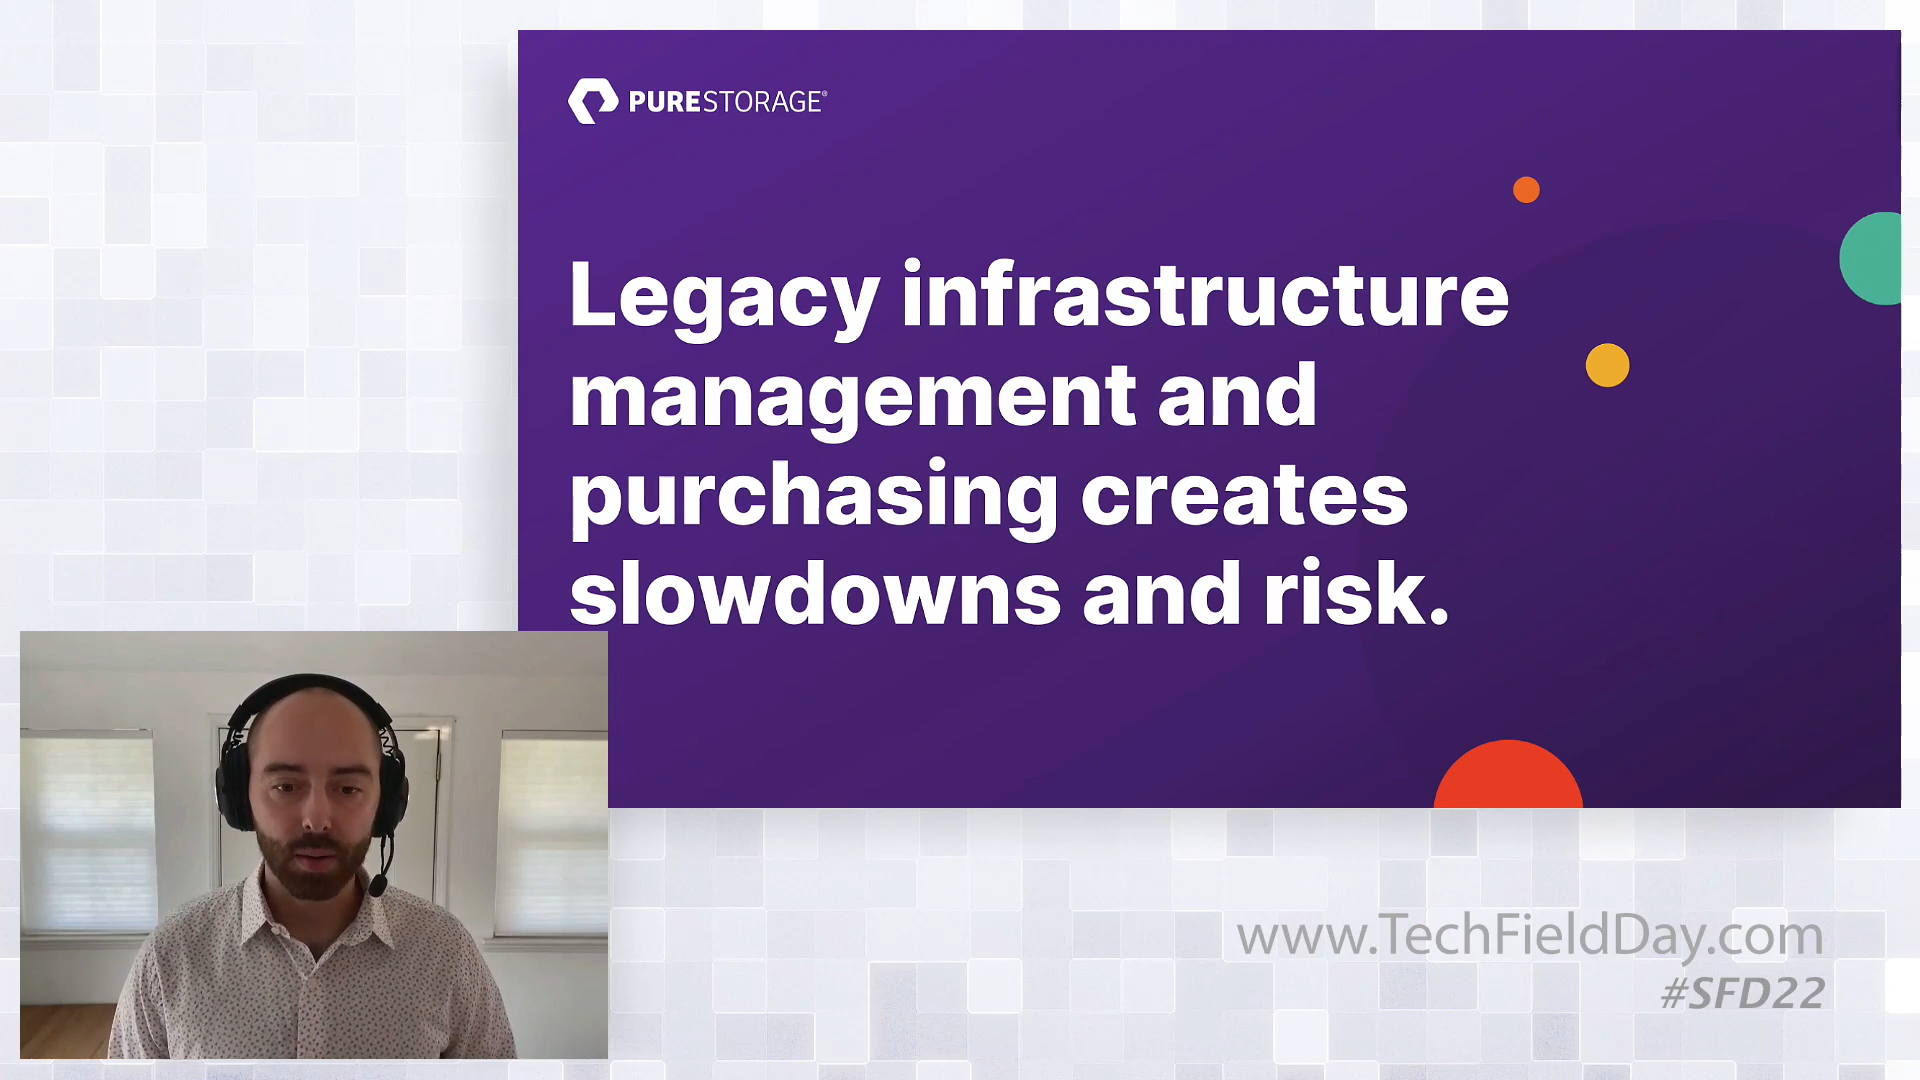 PURESTORAGE®
Legacy infrastructure
management and
purchasing creates
slowdowns and risk.
www.TechFieldDay.com
#SFD22